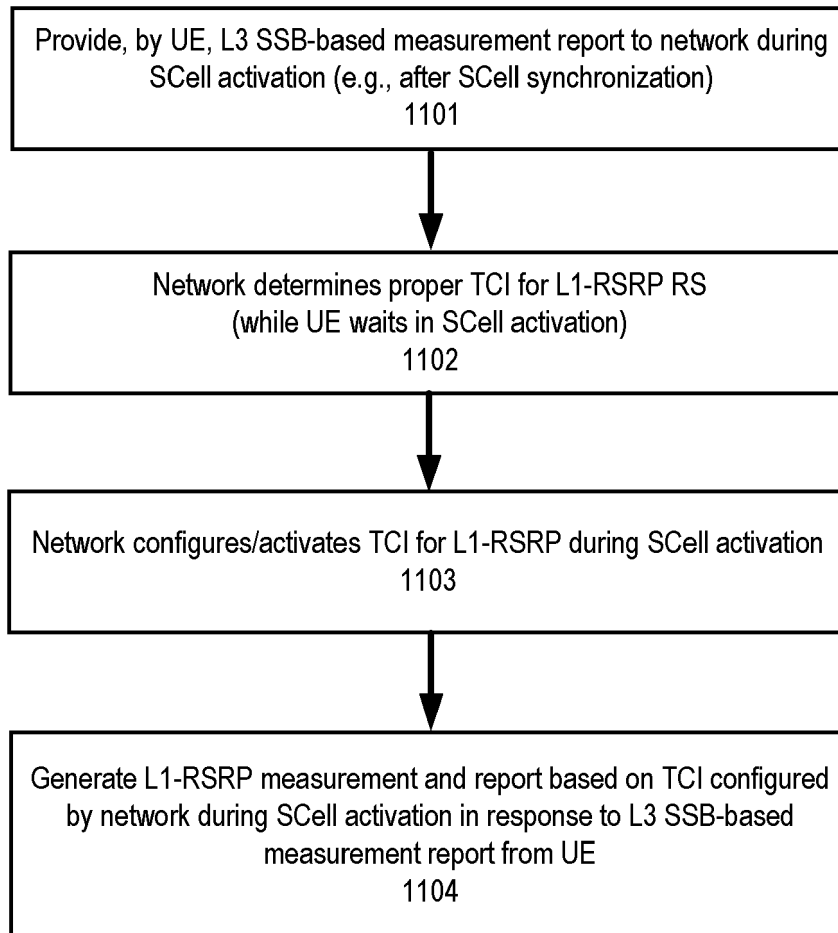 Provide, by UE, L3 SSB-based measurement report to network during
SCell activation (e.g., after SCell synchronization)
1101
Network determines proper TCI for L1-RSRP RS
(while UE waits in SCell activation)
1102
Network configures/activates TCI for L1-RSRP during SCell activation
1103
Generate L1-RSRP measurement and report based on TCI configured
by network during SCell activation in response to L3 SSB-based
measurement report from UE
1104